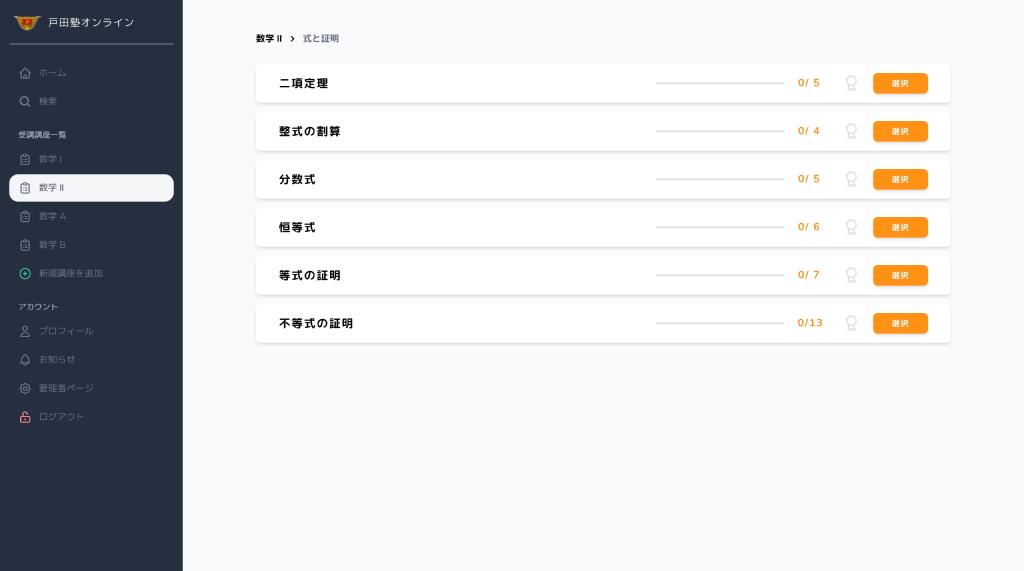 戸田塾オンライン
ホーム
検索
受講講座一覧
数学 I
数学 II
数学 A
数学 B
新規講座を追加
アカウント
プロフィール
お知らせ
管理者ページ
ログアウト
数学 II > 式と証明
二項定理 0/ 5 選択
整式の割算 0/ 4 選択
分数式 0/ 5 選択
恒等式 0/ 6 選択
等式の証明 0/ 7 選択
不等式の証明 0/13 選択